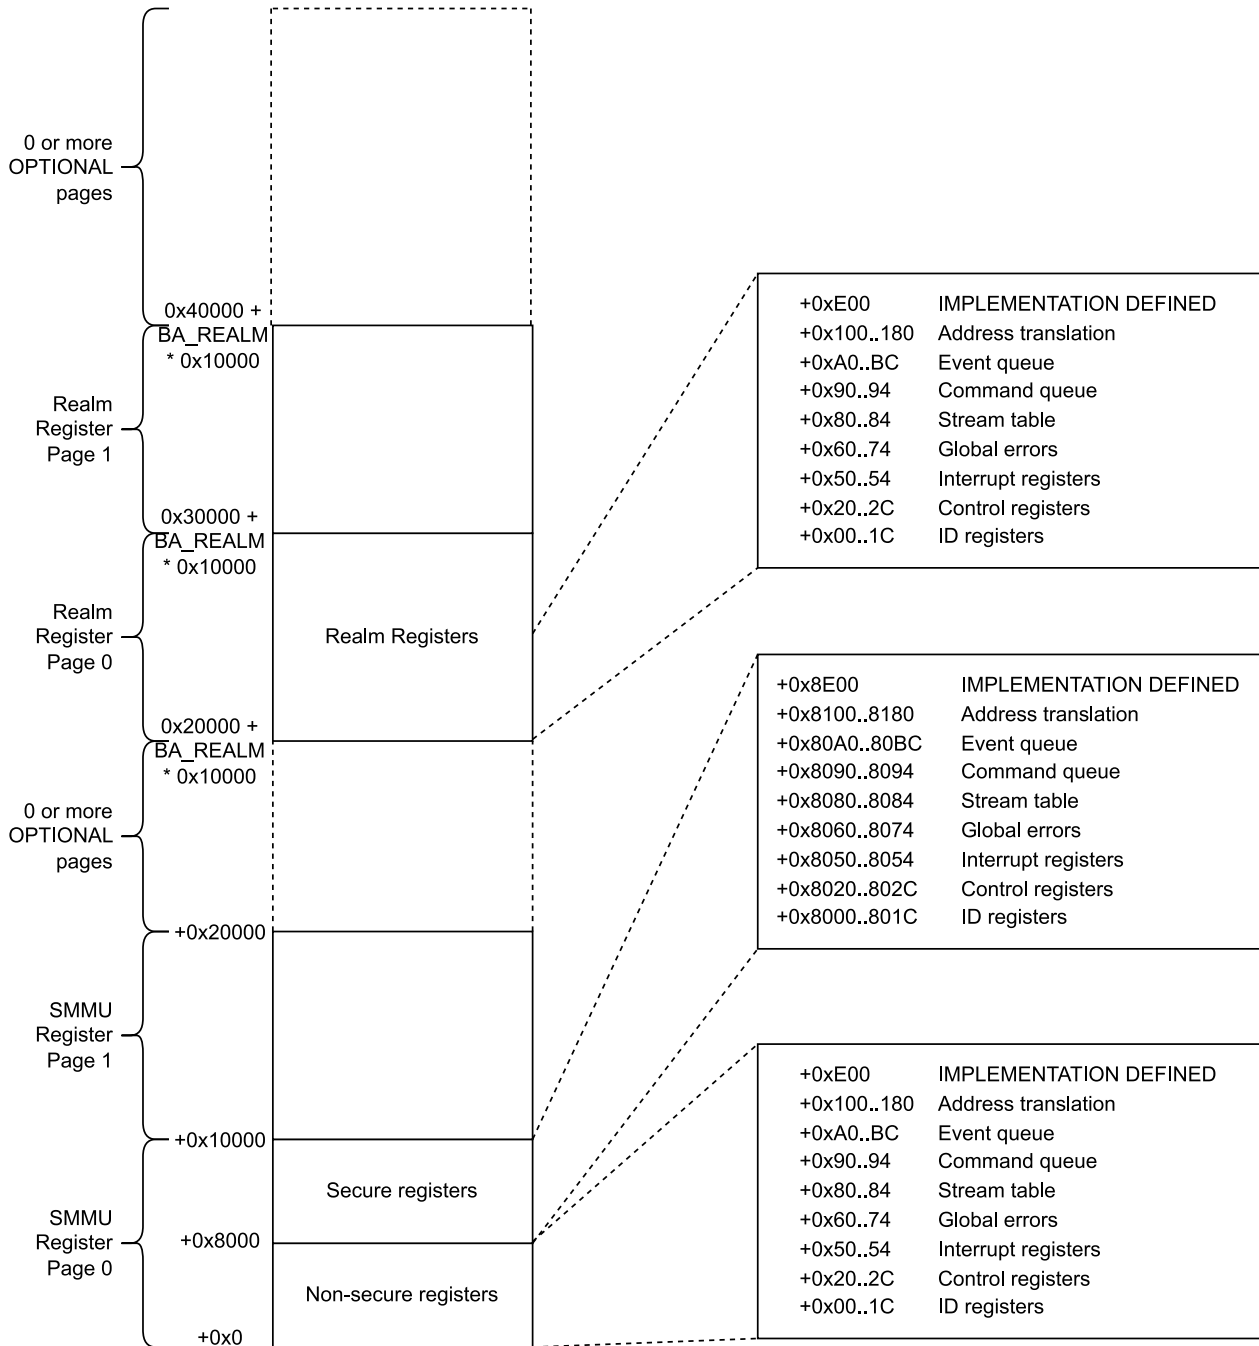 0 or more
OPTIONAL
pages
0x40000 +
BA_REALM
* 0x10000
Realm
Register
Page 1
0x30000 +
BA_REALM
* 0x10000
Realm
Register
Page 0
Realm Registers
0x20000 +
BA_REALM
* 0x10000
0 or more
OPTIONAL
pages
+0x20000
SMMU
Register
Page 1
+0x10000
Secure registers
SMMU
Register
Page 0
+0x8000
Non-secure registers
+0x0
+0xE00 IMPLEMENTATION DEFINED
+0x100..180 Address translation
+0xA0..BC Event queue
+0x90..94 Command queue
+0x80..84 Stream table
+0x60..74 Global errors
+0x50..54 Interrupt registers
+0x20..2C Control registers
+0x00..1C ID registers
+0x8E00 IMPLEMENTATION DEFINED
+0x8100..8180 Address translation
+0x80A0..80BC Event queue
+0x8090..8094 Command queue
+0x8080..8084 Stream table
+0x8060..8074 Global errors
+0x8050..8054 Interrupt registers
+0x8020..802C Control registers
+0x8000..801C ID registers
+0xE00 IMPLEMENTATION DEFINED
+0x100..180 Address translation
+0xA0..BC Event queue
+0x90..94 Command queue
+0x80..84 Stream table
+0x60..74 Global errors
+0x50..54 Interrupt registers
+0x20..2C Control registers
+0x00..1C ID registers